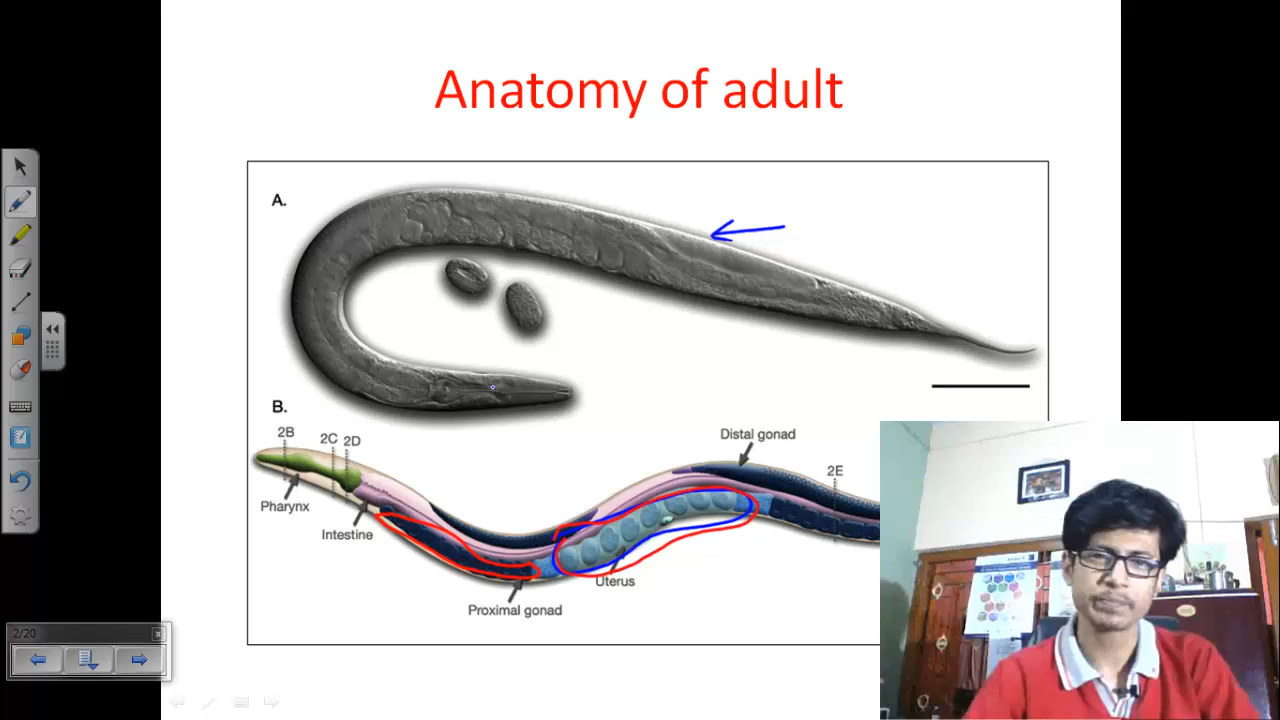 Anatomy of adult
A.
B.
2B
2C
2D
Distal gonad
2E
Pharynx
Intestine
Uterus
Proximal gonad
2/20